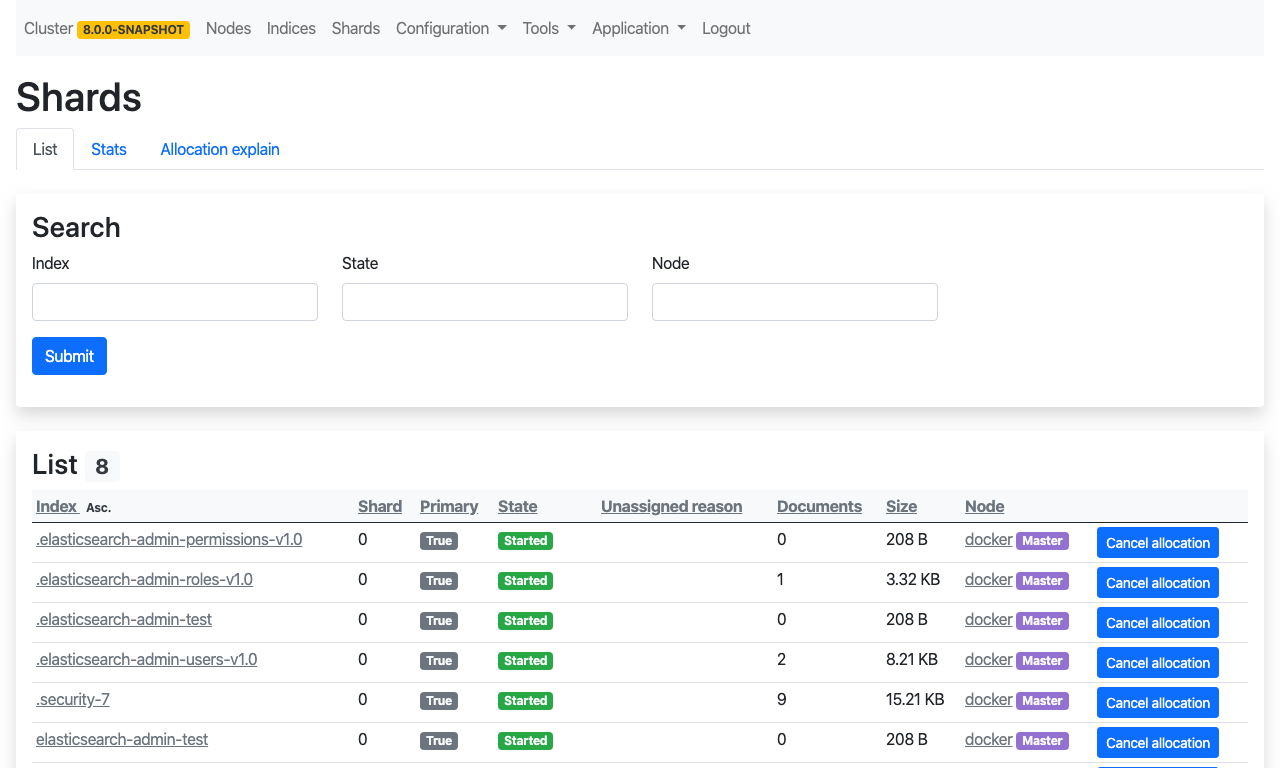 Cluster 8.0.0-SNAPSHOT Nodes Indices Shards Configuration Tools Application Logout
Shards
List Stats Allocation explain
Search
Index State Node
Submit
List 8
Index Asc. Shard Primary State Unassigned reason Documents Size Node
.elasticsearch-admin-permissions-v1.0 0 True Started 0 208 B docker Master Cancel allocation
.elasticsearch-admin-roles-v1.0 0 True Started 1 3.32 KB docker Master Cancel allocation
.elasticsearch-admin-test 0 True Started 0 208 B docker Master Cancel allocation
.elasticsearch-admin-users-v1.0 0 True Started 2 8.21 KB docker Master Cancel allocation
.security-7 0 True Started 9 15.21 KB docker Master Cancel allocation
elasticsearch-admin-test 0 True Started 0 208 B docker Master Cancel allocation